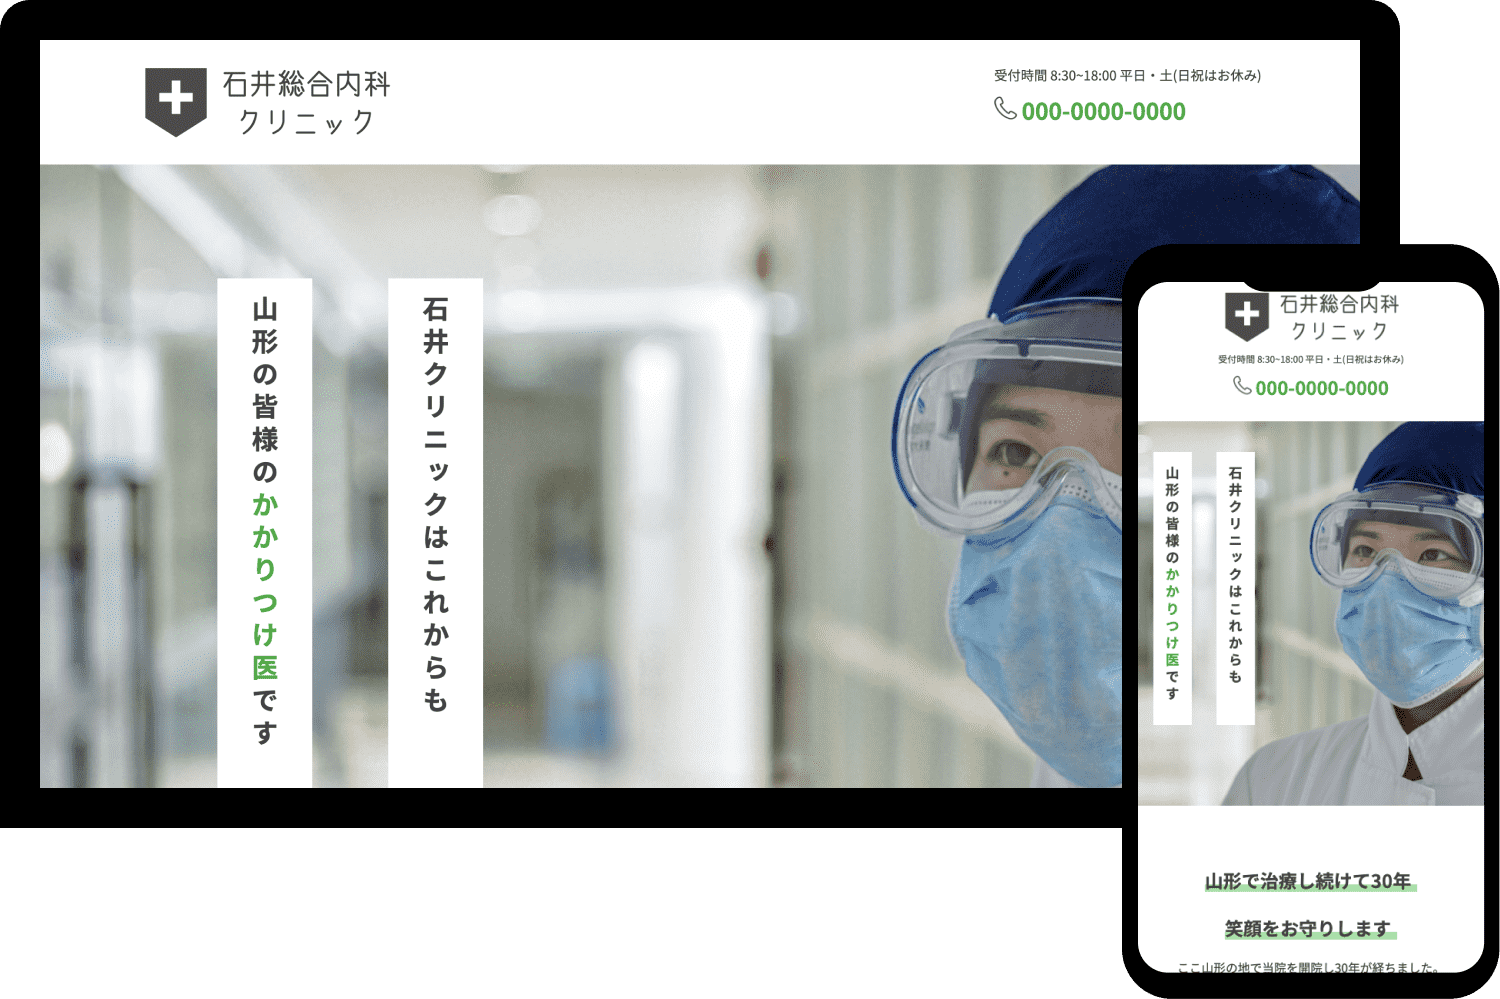 石井総合内科
クリニック
受付時間 8:30~18:00 平日・土(日祝はお休み)
000-0000-0000
石井クリニックはこれからも
山形の皆様のかかりつけ医です
石井総合内科
クリニック
受付時間 8:30~18:00 平日・土(日祝はお休み)
000-0000-0000
石井クリニックはこれからも
山形の皆様のかかりつけ医です
山形で治療し続けて30年
笑顔をお守りします
ここ山形の地で当院を開院し30年が経ちました。